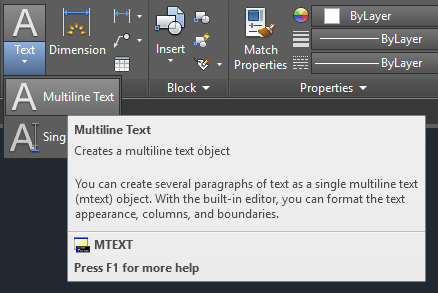 Text
Dimension
Insert
Match
Properties
ByLayer
ByLayer
ByLayer
Block
Properties
Multiline Text
Sing
Multiline Text
Creates a multiline text object
You can create several paragraphs of text as a single multiline text
(mtext) object. With the built-in editor, you can format the text
appearance, columns, and boundaries.
MTEXT
Press F1 for more help